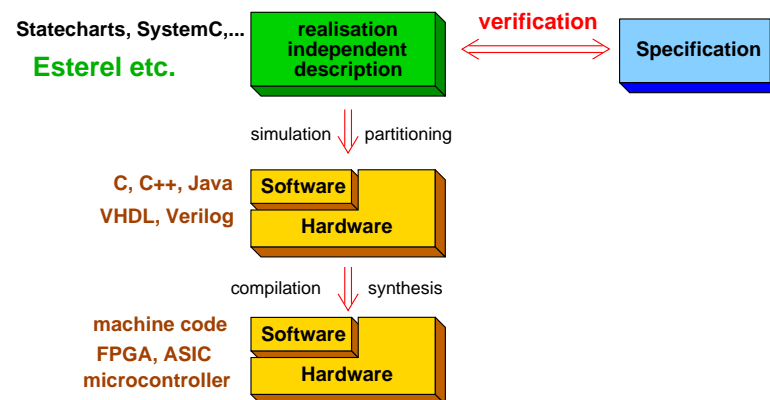 Statecharts, SystemC,...
Esterel etc.
realisation
independent
description
verification
Specification
simulation
partitioning
C, C++, Java
VHDL, Verilog
Software
Hardware
compilation
synthesis
machine code
FPGA, ASIC
microcontroller
Software
Hardware